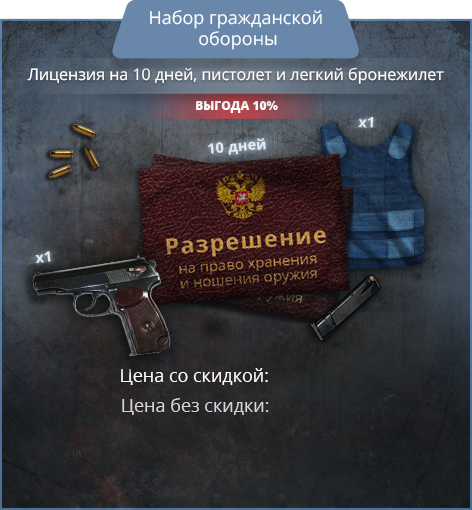 Набор гражданской
обороны
Лицензия на 10 дней, пистолет и легкий бронежилет
ВЫГОДА 10%
x1
10 дней
Разрешение
на право хранения
и ношения оружия
x1
оружия
Цена со скидкой:
Цена без скидки: